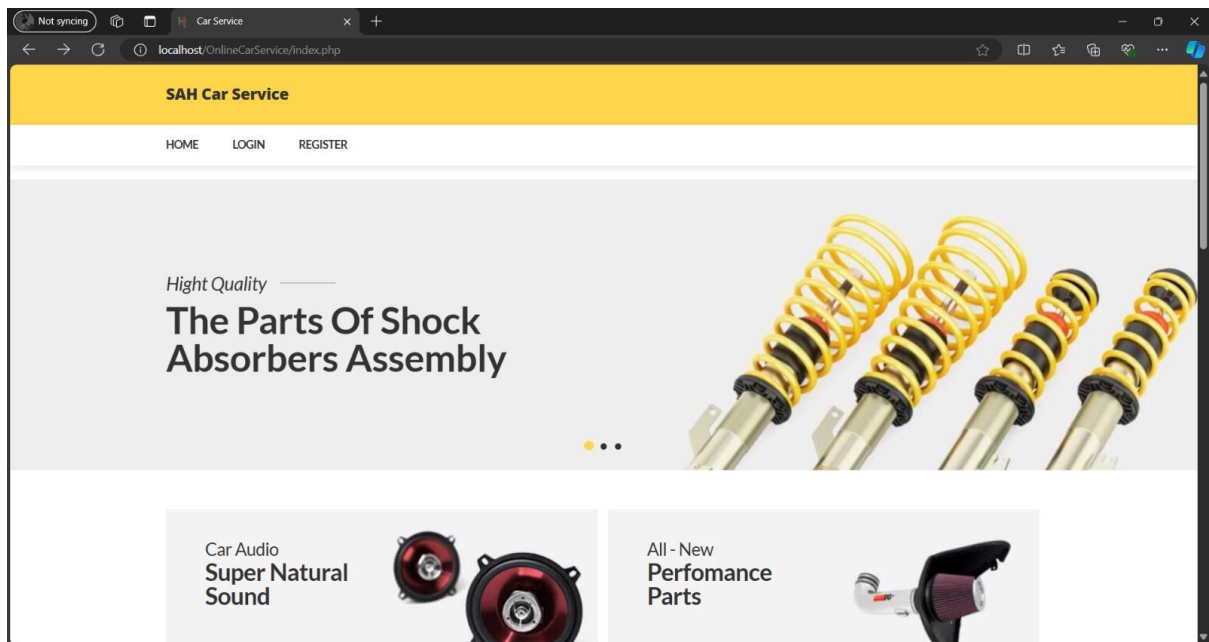 Not syncing
Car Service
localhost/OnlineCarService/index.php
SAH Car Service
HOME LOGIN REGISTER
Hight Quality
The Parts Of Shock
Absorbers Assembly
Car Audio
Super Natural
Sound
All - New
Perfomance
Parts